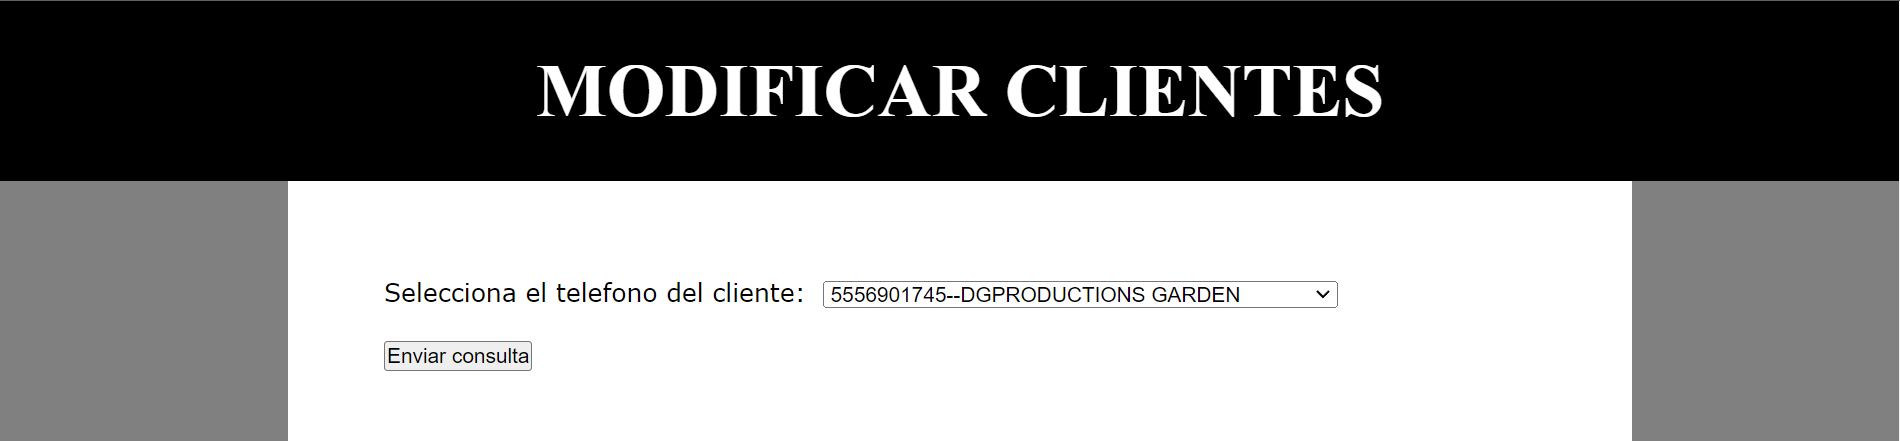 MODIFICAR CLIENTES
Selecciona el telefono del cliente: 5556901745--DGPRODUCTIONS GARDEN
Enviar consulta